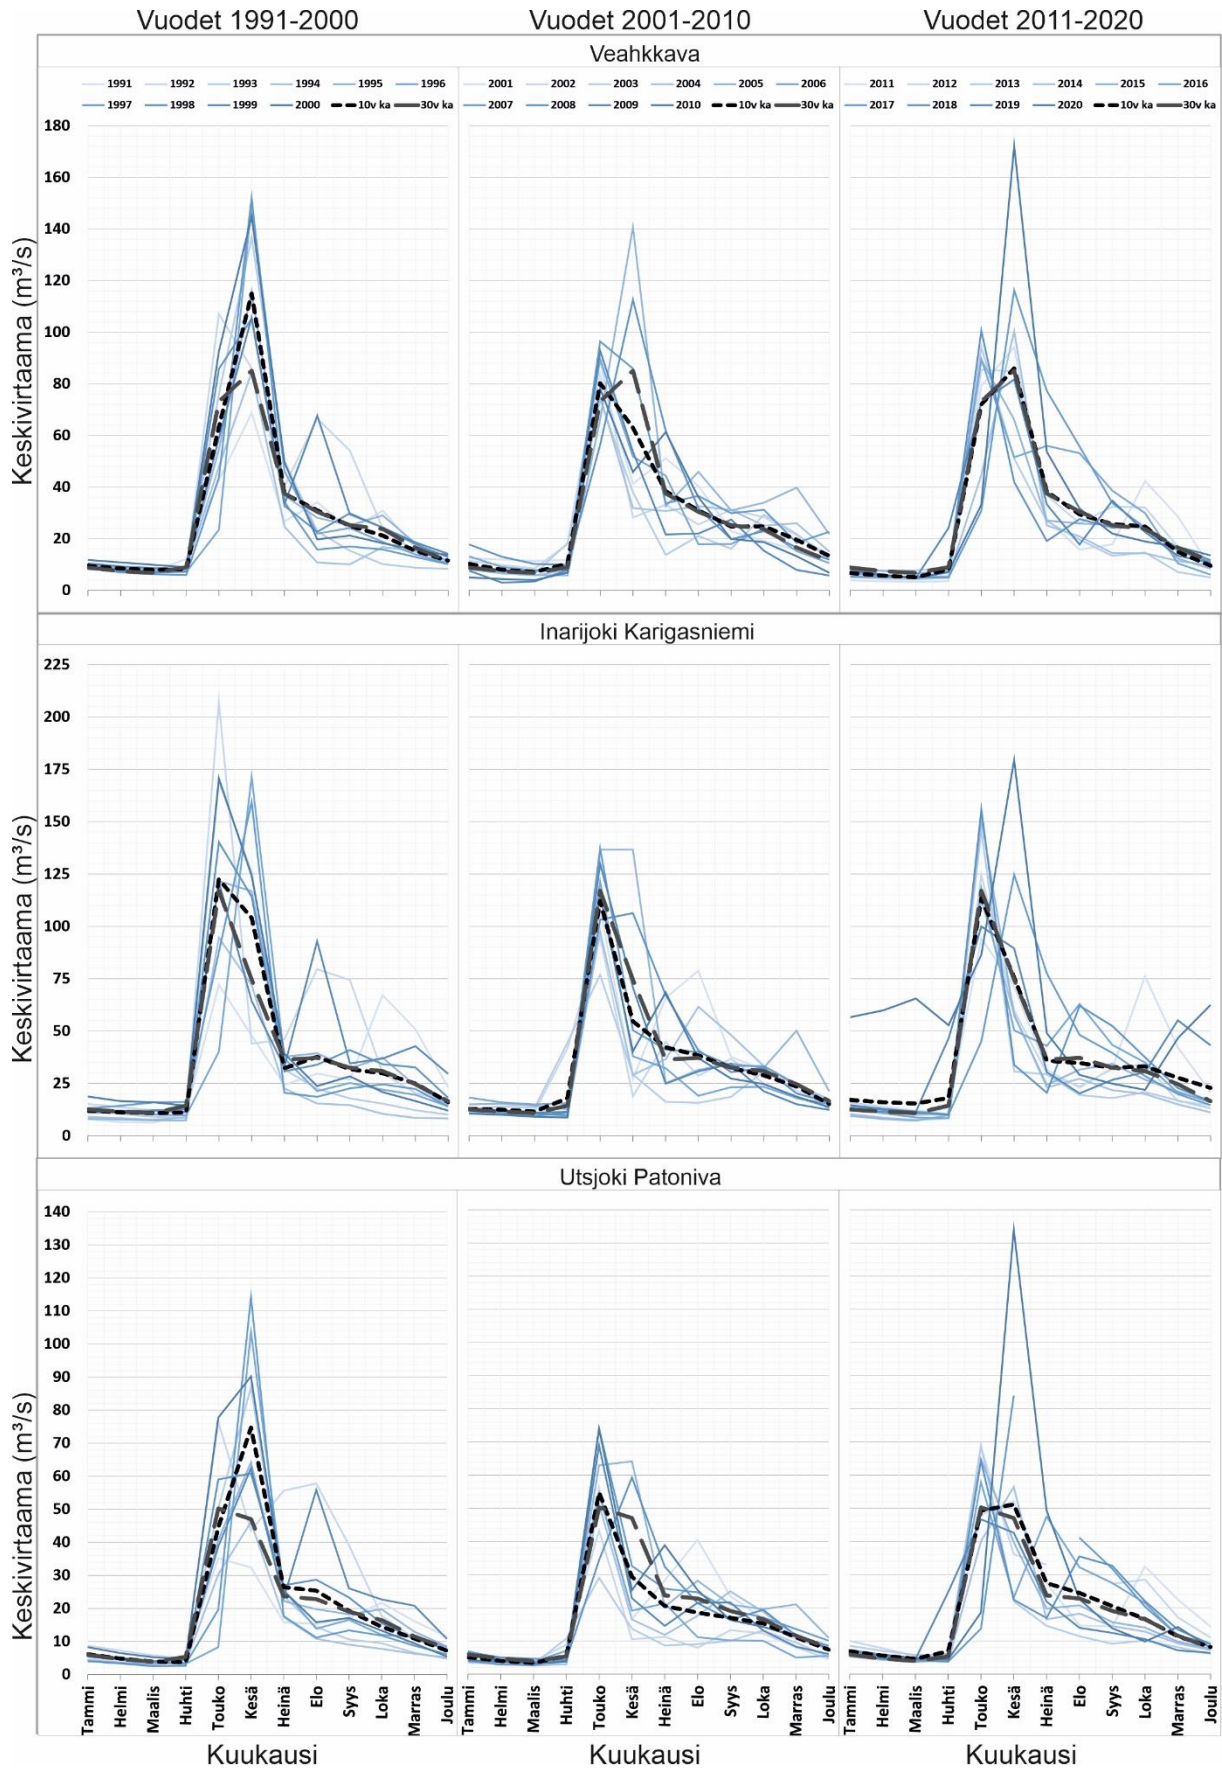 Vuodet 1991-2000 Vuodet 2001-2010 Vuodet 2011-2020
Veahkkava
1991 1992 1993 1994 1995 1996
1997 1998 1999 2000 10v ka 30v ka
2001 2002 2003 2004 2005 2006
2007 2008 2009 2010 10v ka 30v ka
2011 2012 2013 2014 2015 2016
2017 2018 2019 2020 10v ka 30v ka
Keskivirtaama (m³/s)
180
160
140
120
100
80
60
40
20
0
Inarijoki Karigasniemi
Keskivirtaama (m³/s)
225
200
175
150
125
100
75
50
25
0
Utsjoki Patoniva
Keskivirtaama (m³/s)
140
130
120
110
100
90
80
70
60
50
40
30
20
10
0
Tammi Helmi Maalis Huhti Touko Kesä Heinä Elo Syys Loka Marras Joulu
Tammi Helmi Maalis Huhti Touko Kesä Heinä Elo Syys Loka Marras Joulu
Tammi Helmi Maalis Huhti Touko Kesä Heinä Elo Syys Loka Marras Joulu
Kuukausi Kuukausi Kuukausi